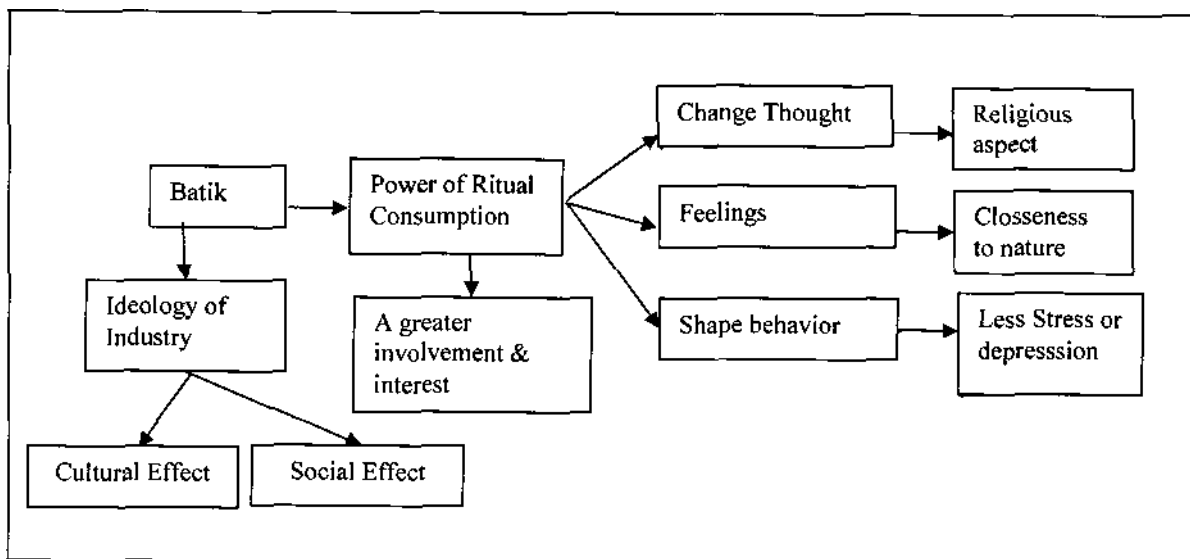 Batik
Ideology of
Industry
Cultural Effect
Social Effect
Power of Ritual
Consumption
A greater
involvement &
interest
Change Thought
Religious
aspect
Feelings
Closseness
to nature
Shape behavior
Less Stress or
depresssion